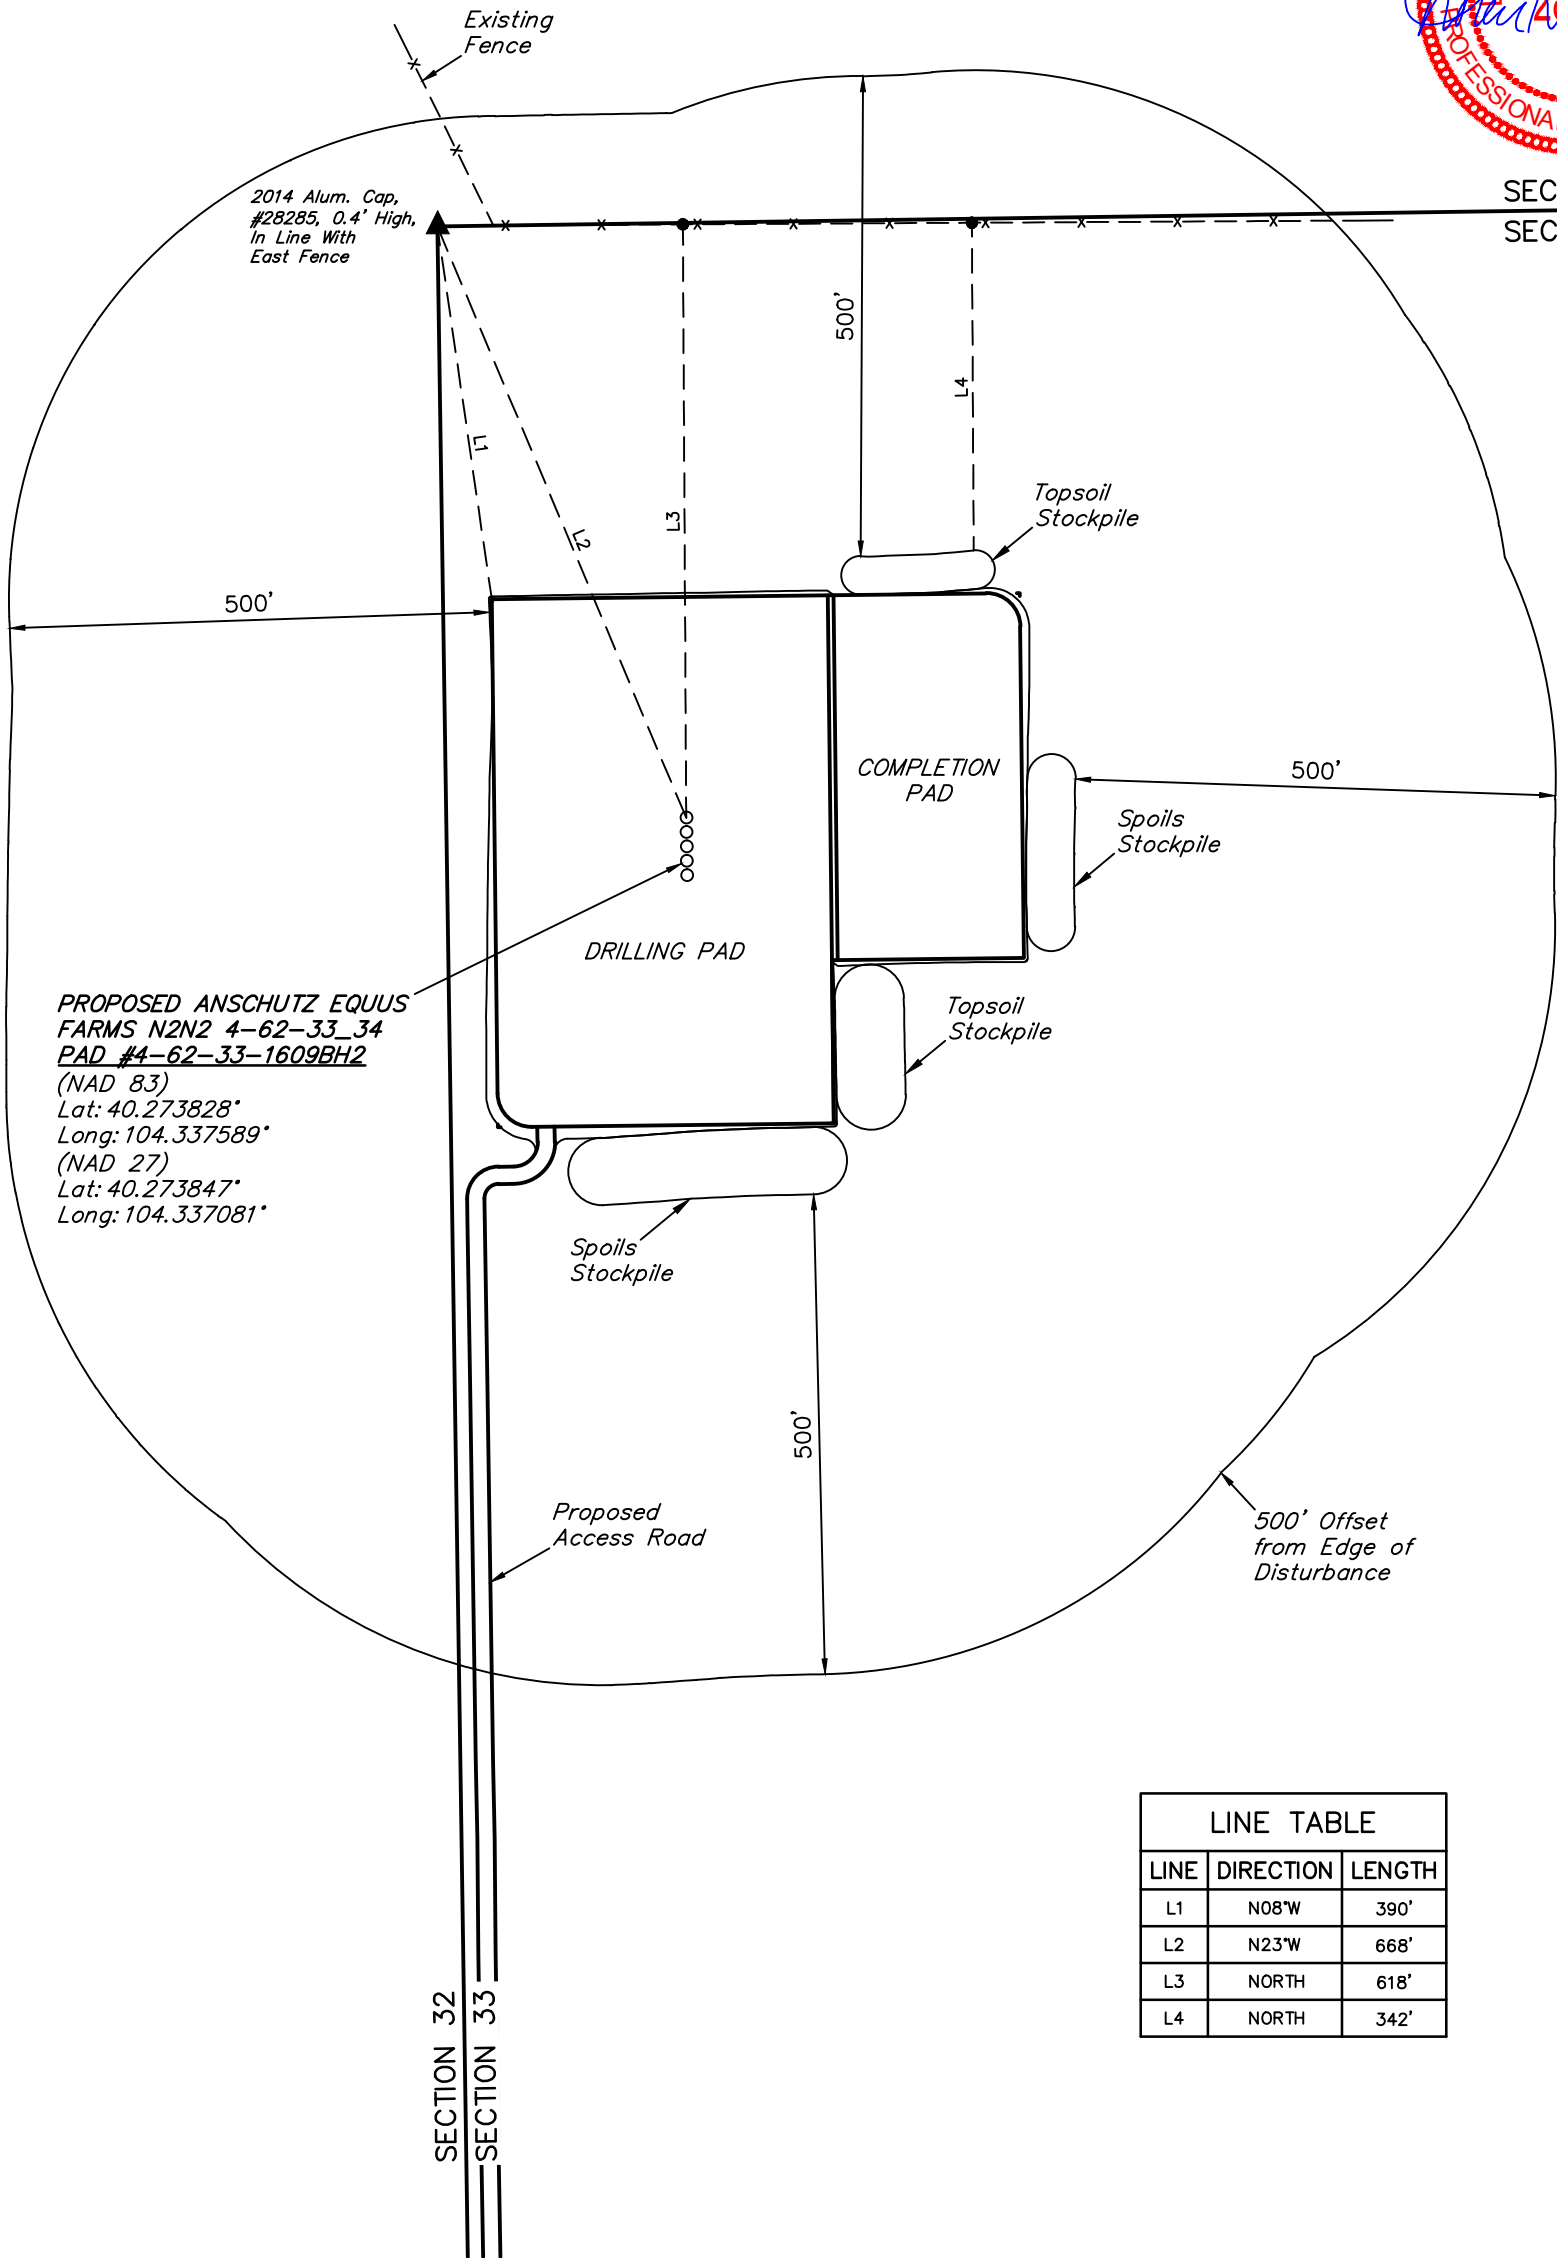 Existing
Fence
PROFESSIONA
SEC
SEC
2014 Alum. Cap,
#28285, 0.4' High,
In Line With
East Fence
500'
L4
L1
L3
L2
Topsoil
Stockpile
500'
COMPLETION
PAD
500'
Spoils
Stockpile
DRILLING PAD
PROPOSED ANSCHUTZ EQUUS
FARMS N2N2 4-62-33_34
PAD #4-62-33-1609BH2
(NAD 83)
Lat: 40.273828°
Long: 104.337589°
(NAD 27)
Lat: 40.273847°
Long: 104.337081°
Topsoil
Stockpile
Spoils
Stockpile
500'
Proposed
Access Road
500' Offset
from Edge of
Disturbance
LINE TABLE
LINE DIRECTION LENGTH
L1 N08°W 390'
L2 N23°W 668'
L3 NORTH 618'
L4 NORTH 342'
SECTION 32
SECTION 33